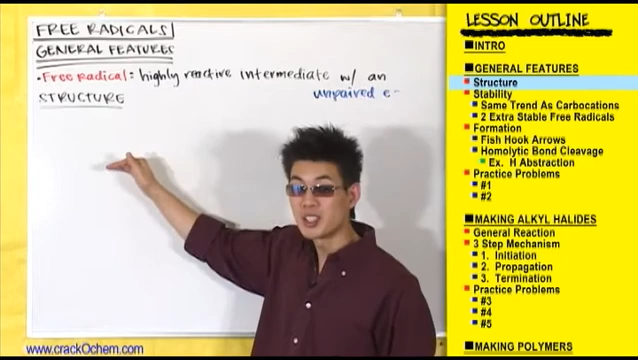 FREE RADICALS
GENERAL FEATURES
• Free Radical = highly reactive intermediate w/ an
unpaired e-
STRUCTURE
www.crackOchem.com
LESSON OUTLINE
INTRO
GENERAL FEATURES
Structure
Stability
Same Trend As Carbocations
2 Extra Stable Free Radicals
Formation
Fish Hook Arrows
Homolytic Bond Cleavage
Ex. H Abstraction
Practice Problems
#1
#2
MAKING ALKYL HALIDES
General Reaction
3 Step Mechanism
1. Initiation
2. Propagation
3. Termination
Practice Problems
#3
#4
#5
MAKING POLYMERS